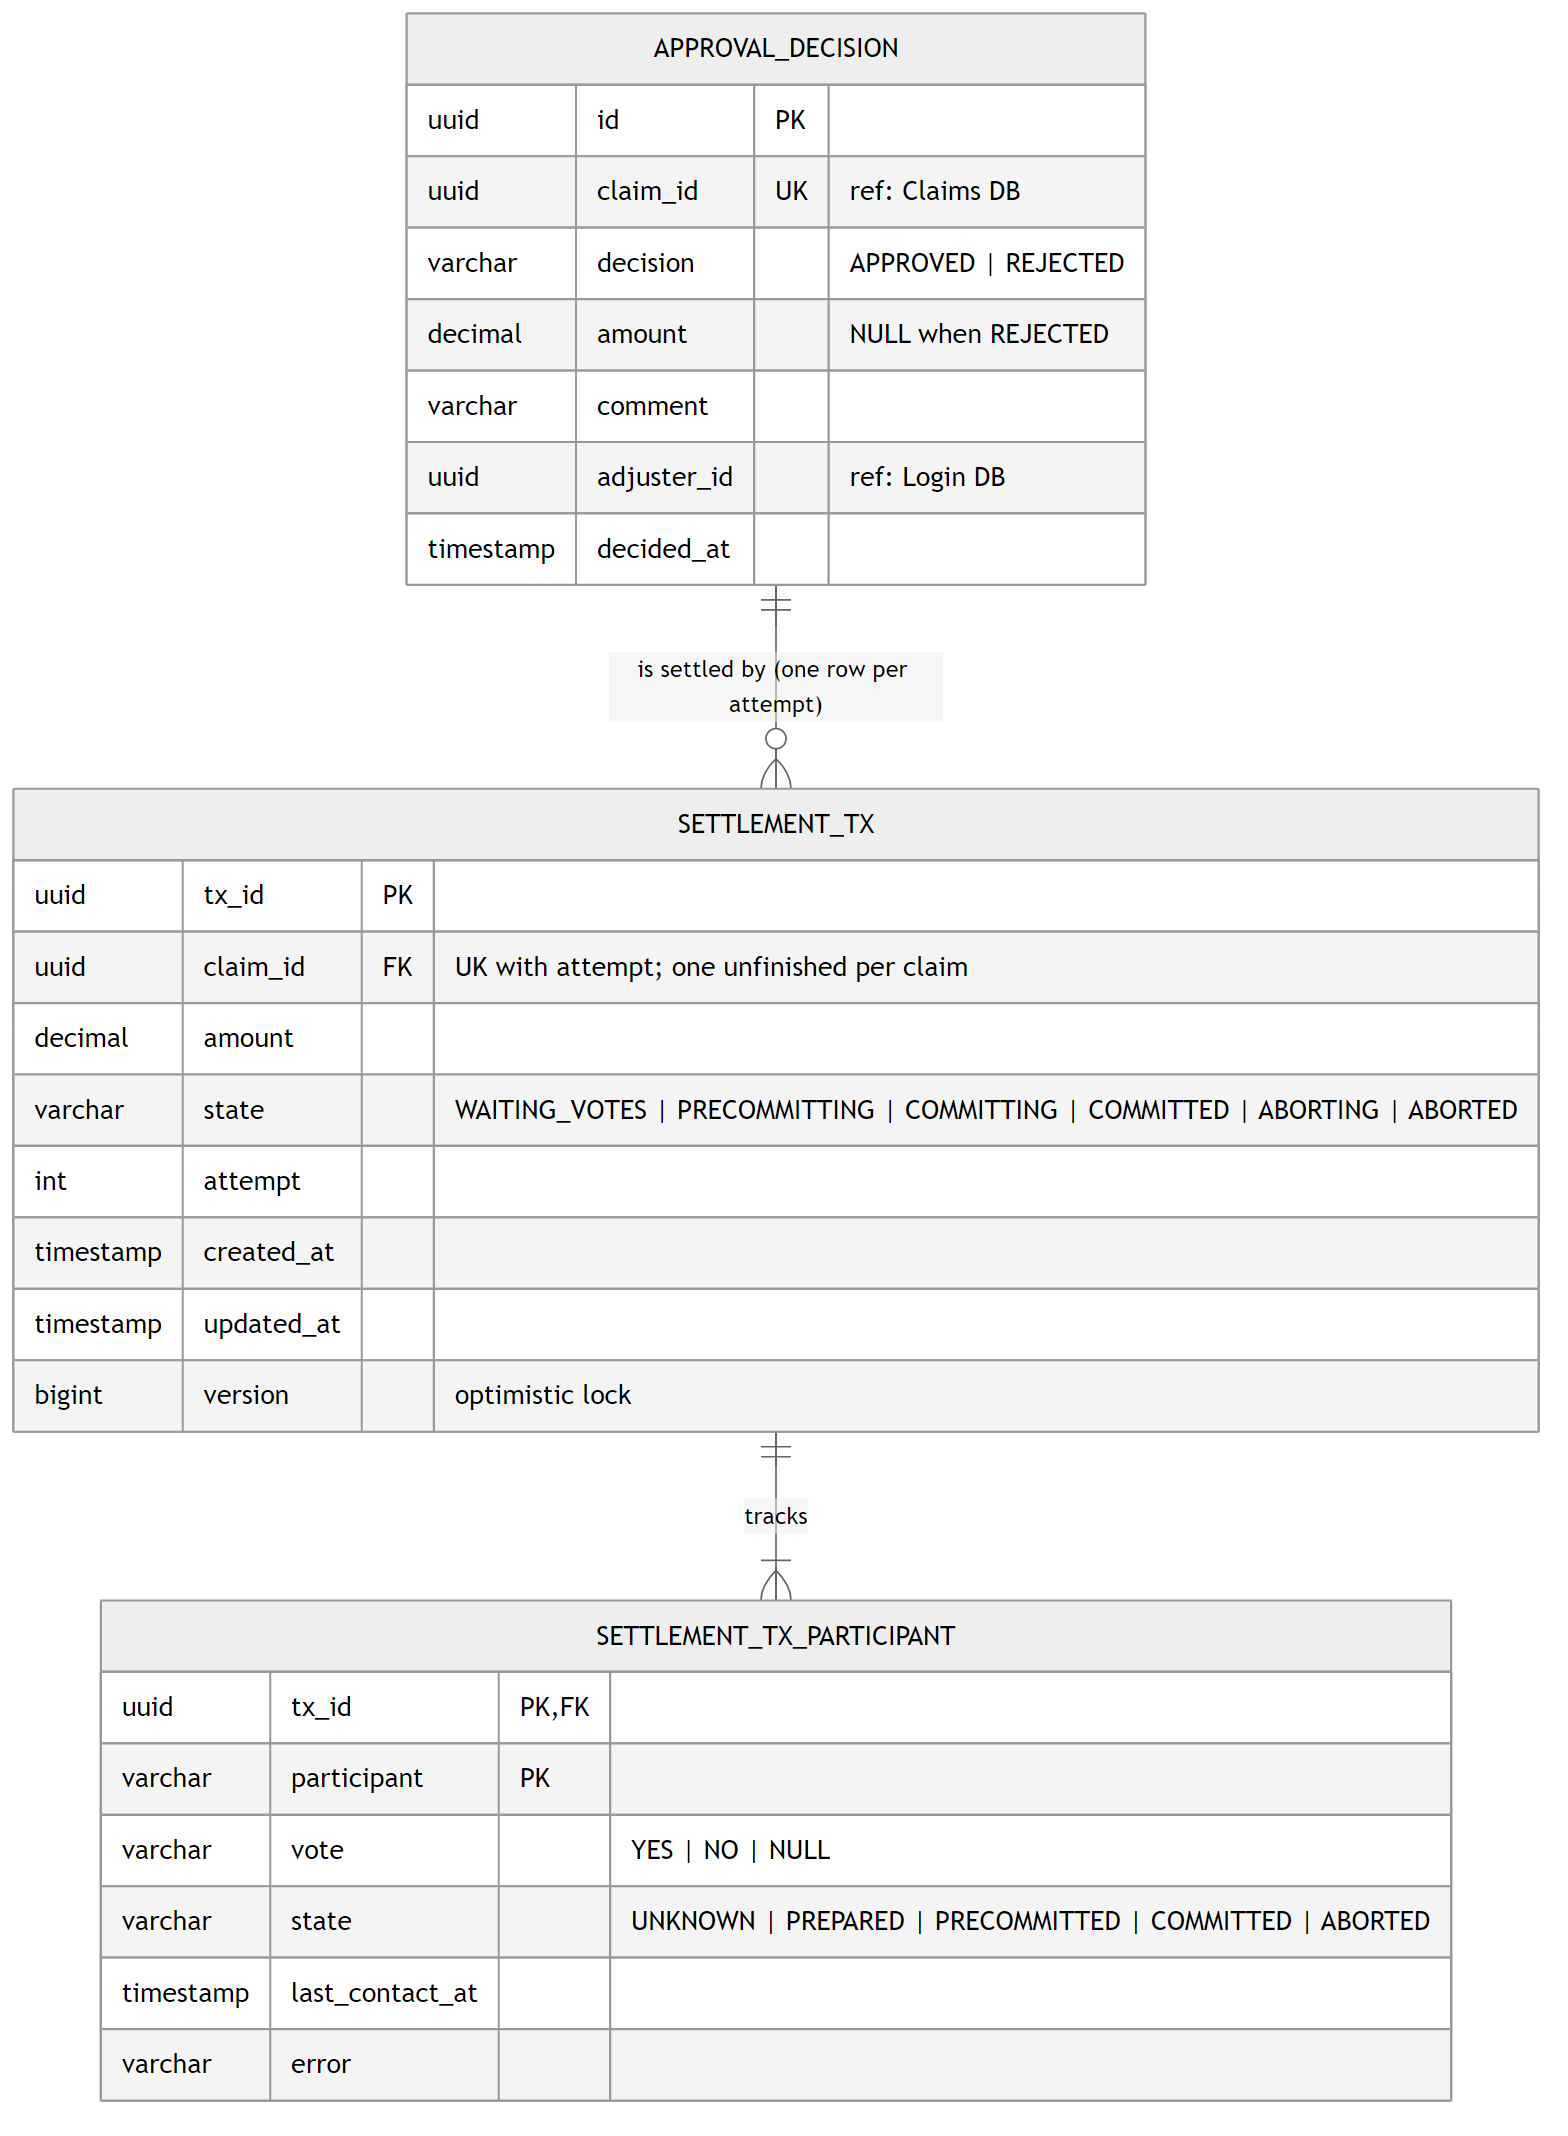 APPROVAL_DECISION
uuid id PK
uuid claim_id UK ref: Claims DB
varchar decision APPROVED | REJECTED
decimal amount NULL when REJECTED
varchar comment
uuid adjuster_id ref: Login DB
timestamp decided_at
is settled by (one row per
attempt)
SETTLEMENT_TX
uuid tx_id PK
uuid claim_id FK UK with attempt; one unfinished per claim
decimal amount
varchar state WAITING_VOTES | PRECOMMITTING | COMMITTING | COMMITTED | ABORTING | ABORTED
int attempt
timestamp created_at
timestamp updated_at
bigint version optimistic lock
tracks
SETTLEMENT_TX_PARTICIPANT
uuid tx_id PK,FK
varchar participant PK
varchar vote YES | NO | NULL
varchar state UNKNOWN | PREPARED | PRECOMMITTED | COMMITTED | ABORTED
timestamp last_contact_at
varchar error